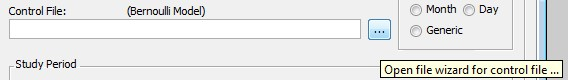 Control File: (Bernoulli Model)
Month Day
...
Generic
Open file wizard for control file ...
Study Period